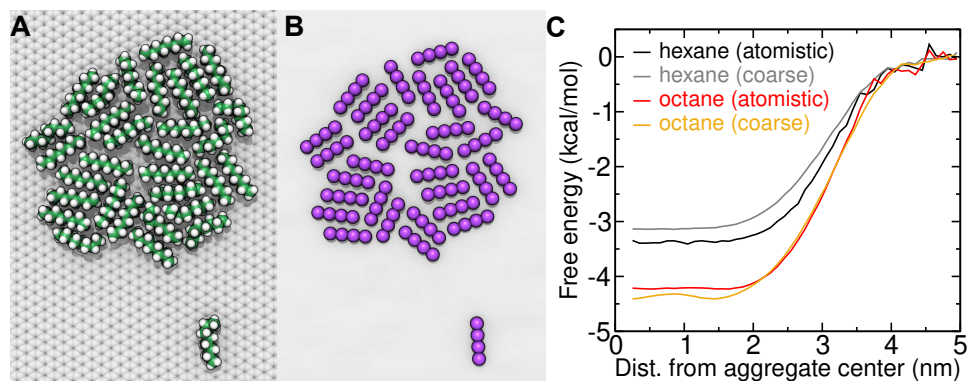 A
B
C
hexane (atomistic)
hexane (coarse)
octane (atomistic)
octane (coarse)
Free energy (kcal/mol)
0
-1
-2
-3
-4
-5
0 1 2 3 4 5
Dist. from aggregate center (nm)